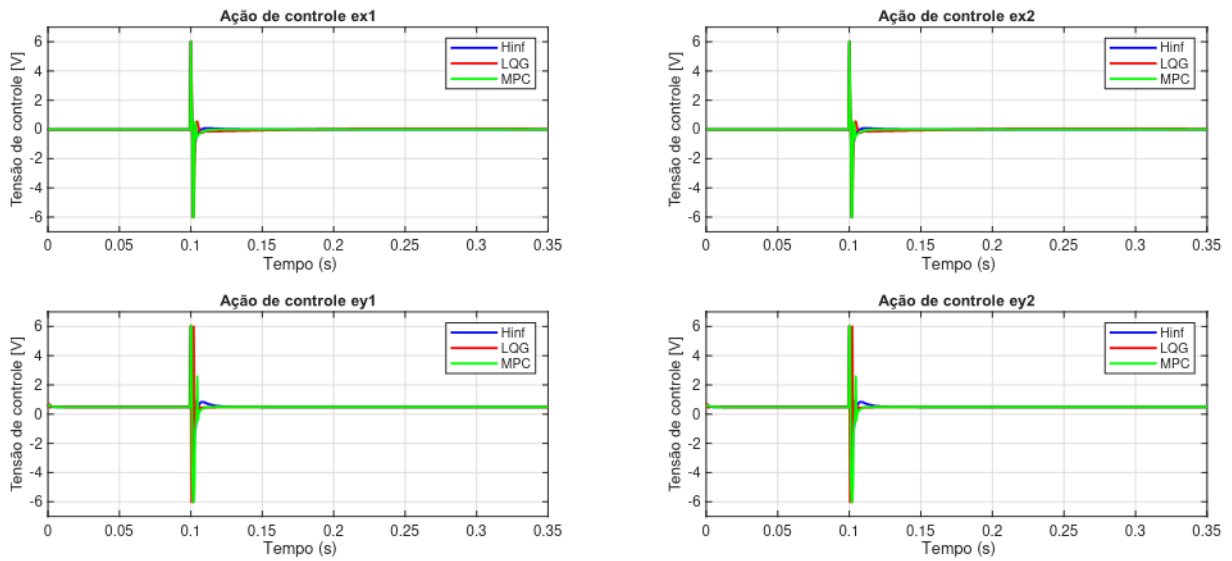 Ação de controle ex1
Tensão de controle [V]
6
4
2
0
-2
-4
-6
0 0.05 0.1 0.15 0.2 0.25 0.3 0.35
Tempo (s)
Hinf
LQG
MPC
Ação de controle ex2
Tensão de controle [V]
6
4
2
0
-2
-4
-6
0 0.05 0.1 0.15 0.2 0.25 0.3 0.35
Tempo (s)
Hinf
LQG
MPC
Ação de controle ey1
Tensão de controle [V]
6
4
2
0
-2
-4
-6
0 0.05 0.1 0.15 0.2 0.25 0.3 0.35
Tempo (s)
Hinf
LQG
MPC
Ação de controle ey2
Tensão de controle [V]
6
4
2
0
-2
-4
-6
0 0.05 0.1 0.15 0.2 0.25 0.3 0.35
Tempo (s)
Hinf
LQG
MPC